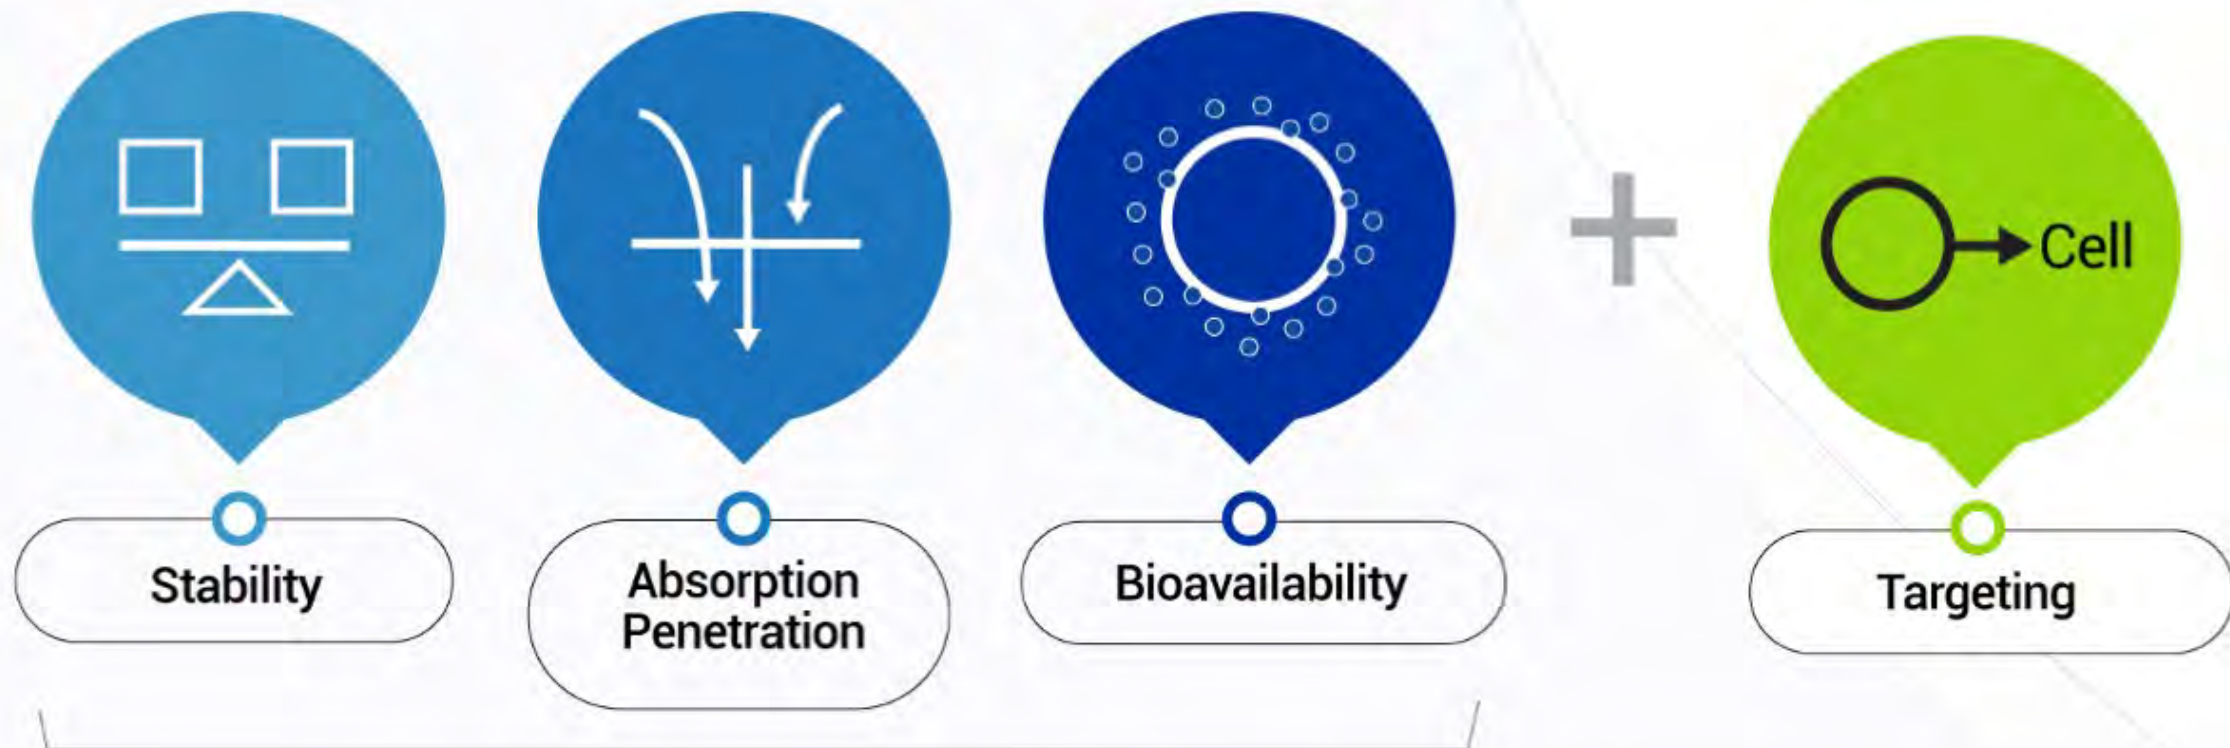 Cell
Stability
Absorption
Penetration
Bioavailability
Targeting